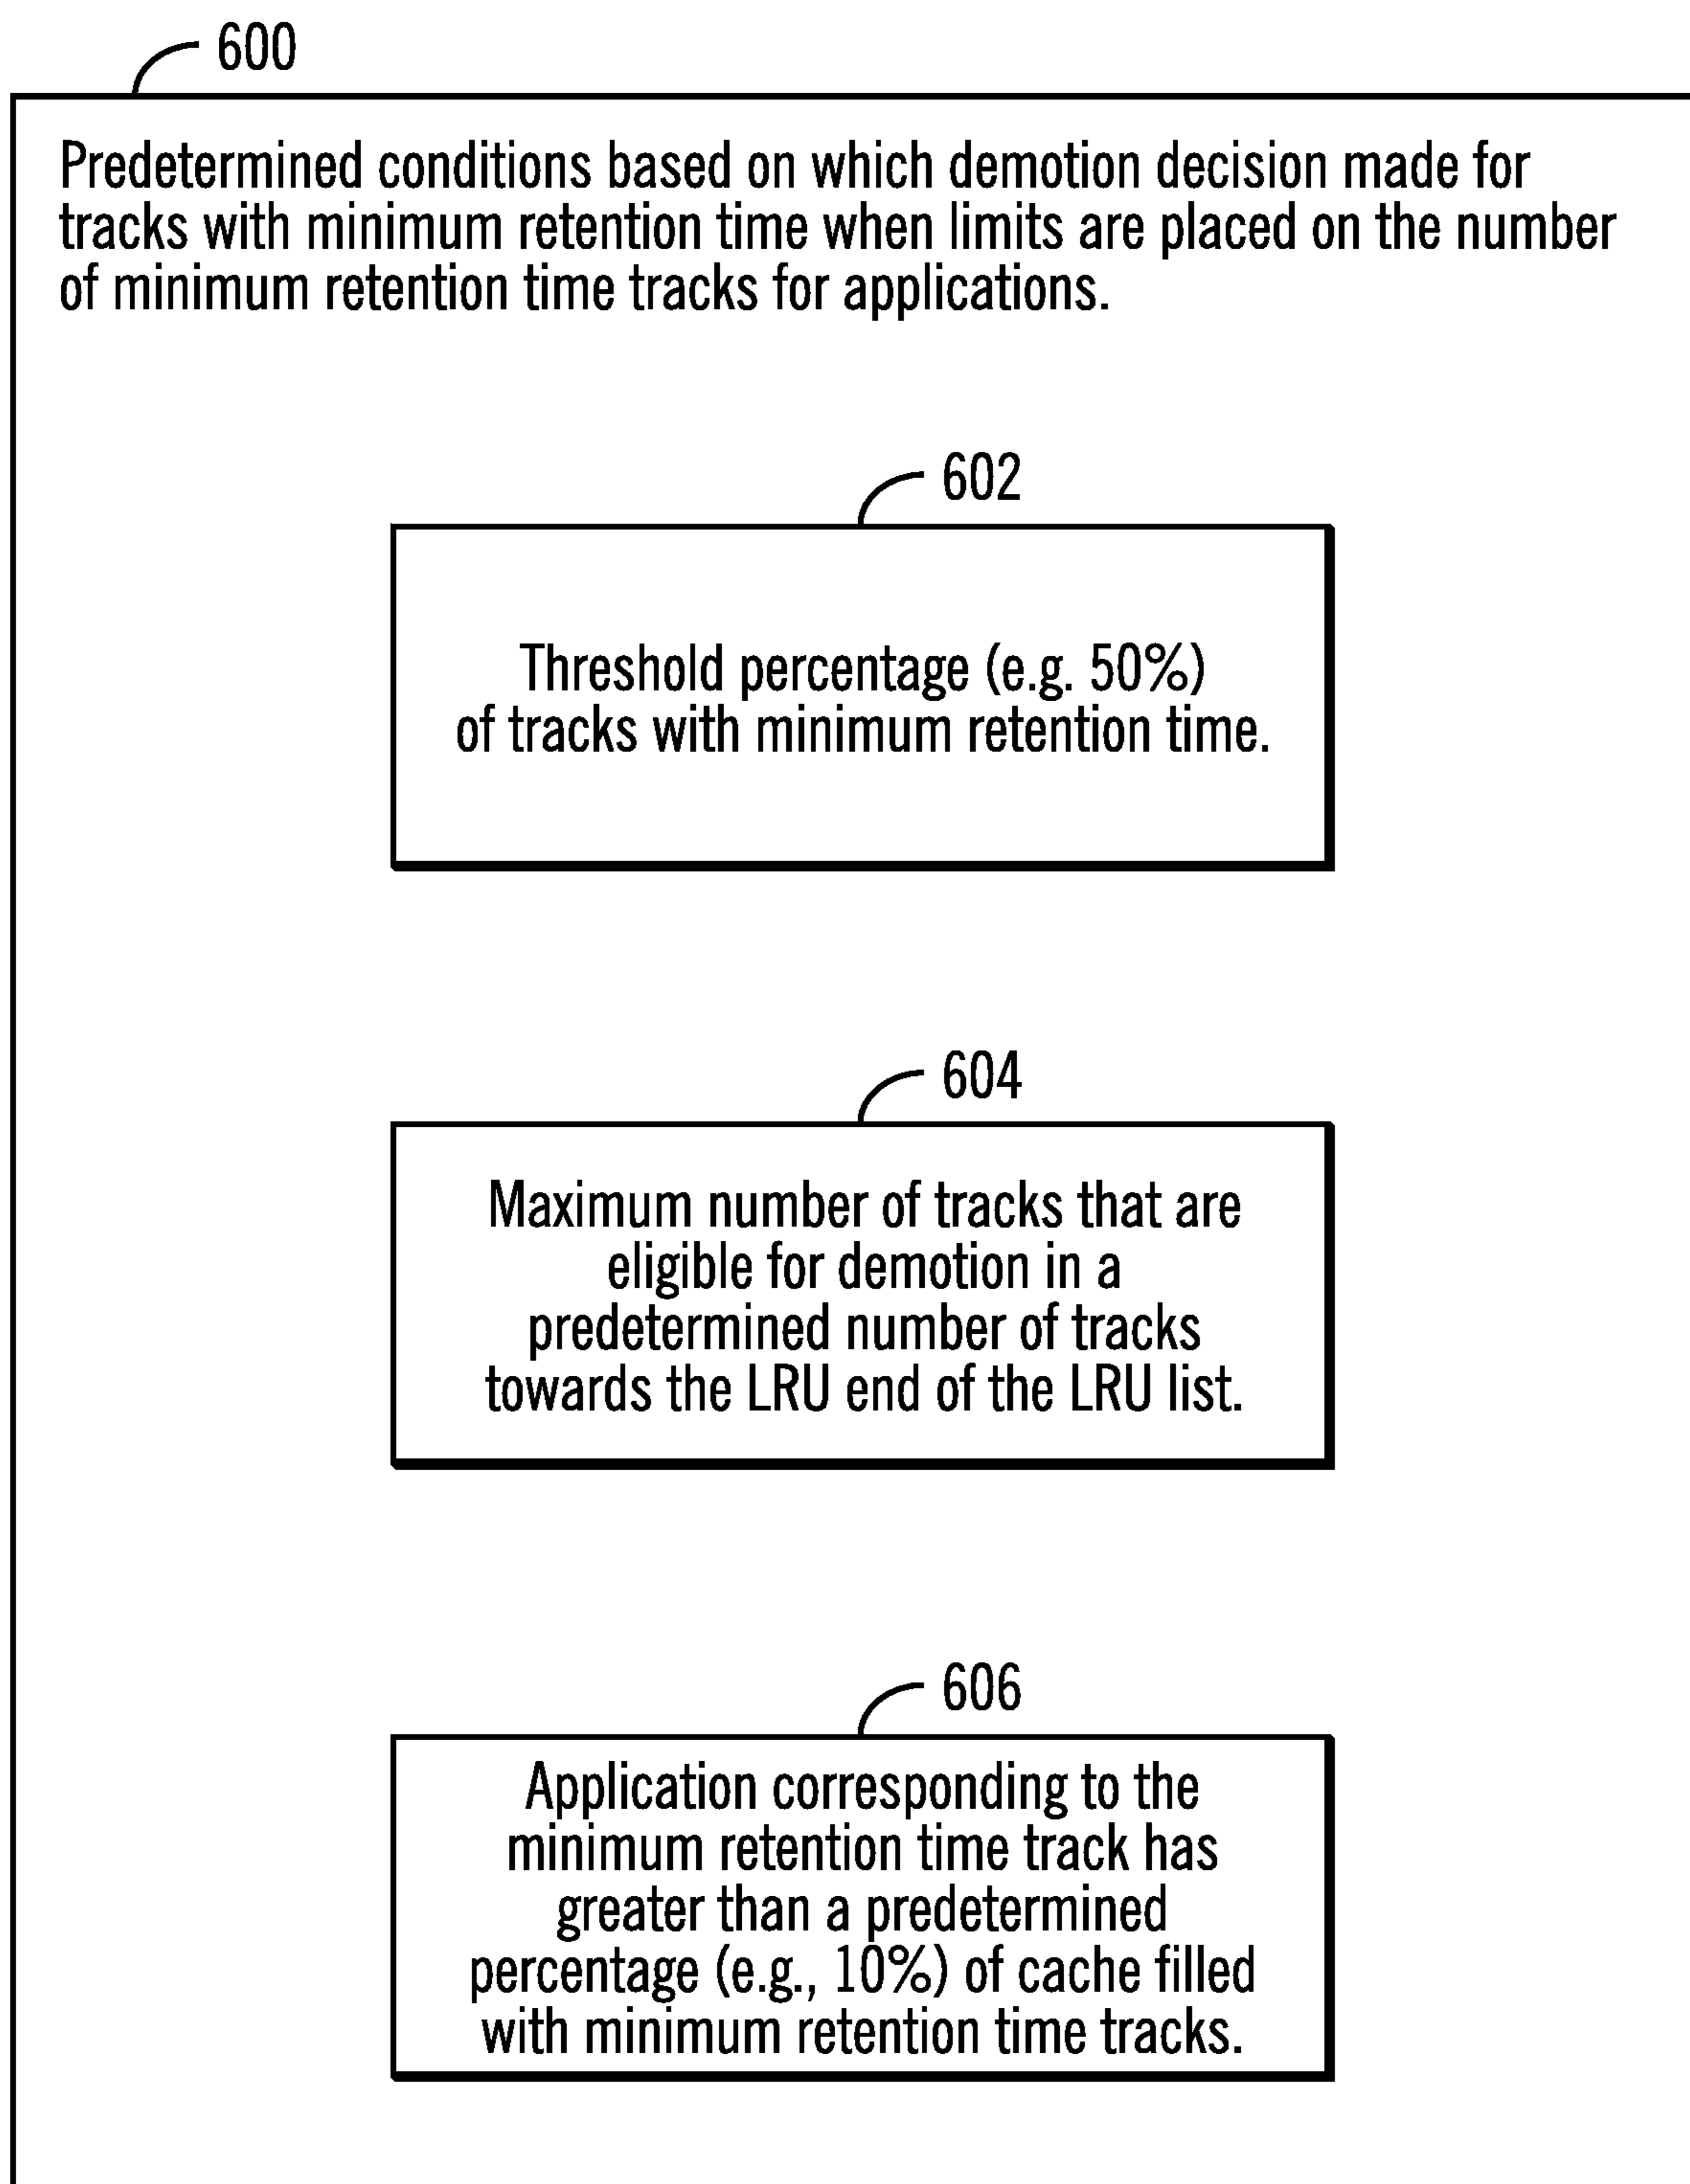 600
Predetermined conditions based on which demotion decision made for
tracks with minimum retention time when limits are placed on the number
of minimum retention time tracks for applications.
602
Threshold percentage (e.g. 50%)
of tracks with minimum retention time.
604
Maximum number of tracks that are
eligible for demotion in a
predetermined number of tracks
towards the LRU end of the LRU list.
606
Application corresponding to the
minimum retention time track has
greater than a predetermined
percentage (e.g., 10%) of cache filled
with minimum retention time tracks.